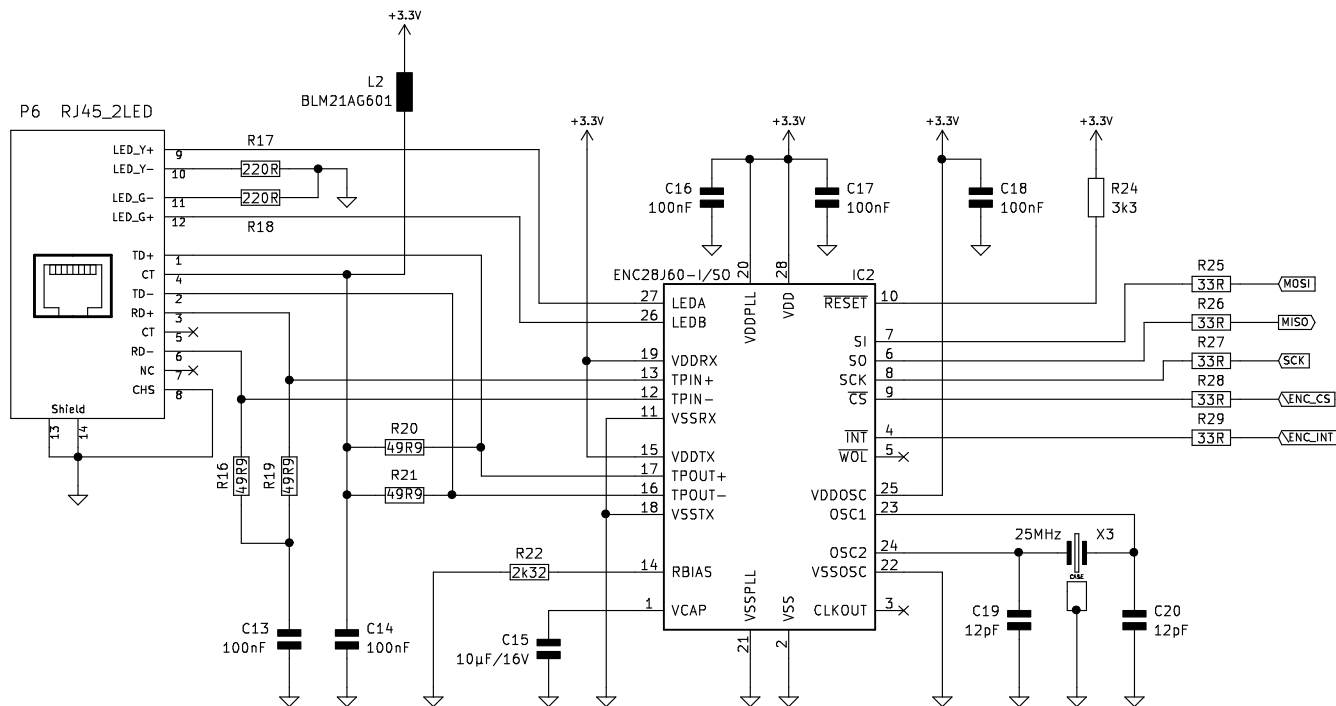 +3.3V
L2
BLM21AG601
P6 RJ45_2LED
LED_Y+
9
R17
LED_Y-
10
220R
LED_G-
11
220R
LED_G+
12
R18
TD+
1
CT
4
TD-
2
RD+
3
CT
5
RD-
6
NC
7
CHS
8
Shield
13
14
R16
49R9
R19
49R9
R20
49R9
R21
49R9
C13
100nF
C14
100nF
R22
2k32
C15
10µF/16V
+3.3V
+3.3V
+3.3V
+3.3V
C16
100nF
C17
100nF
C18
100nF
R24
3k3
ENC28J60-I/SO
IC2
20
VDDPLL
28
VDD
27
LEDA
26
LEDB
19
VDDRX
13
TPIN+
12
TPIN-
11
VSSRX
15
VDDTX
17
TPOUT+
16
TPOUT-
18
VSSTX
14
RBIAS
1
VCAP
VSSPLL
21
VSS
2
RESET
10
SI
7
SO
6
SCK
8
CS
9
INT
4
WOL
5
VDDOSC
25
OSC1
23
OSC2
24
VSSOSC
22
CLKOUT
3
R25
33R
MOSI
R26
33R
MISO
R27
33R
SCK
R28
33R
\ENC_CS
R29
33R
\ENC_INT
25MHz
X3
CASE
C19
12pF
C20
12pF